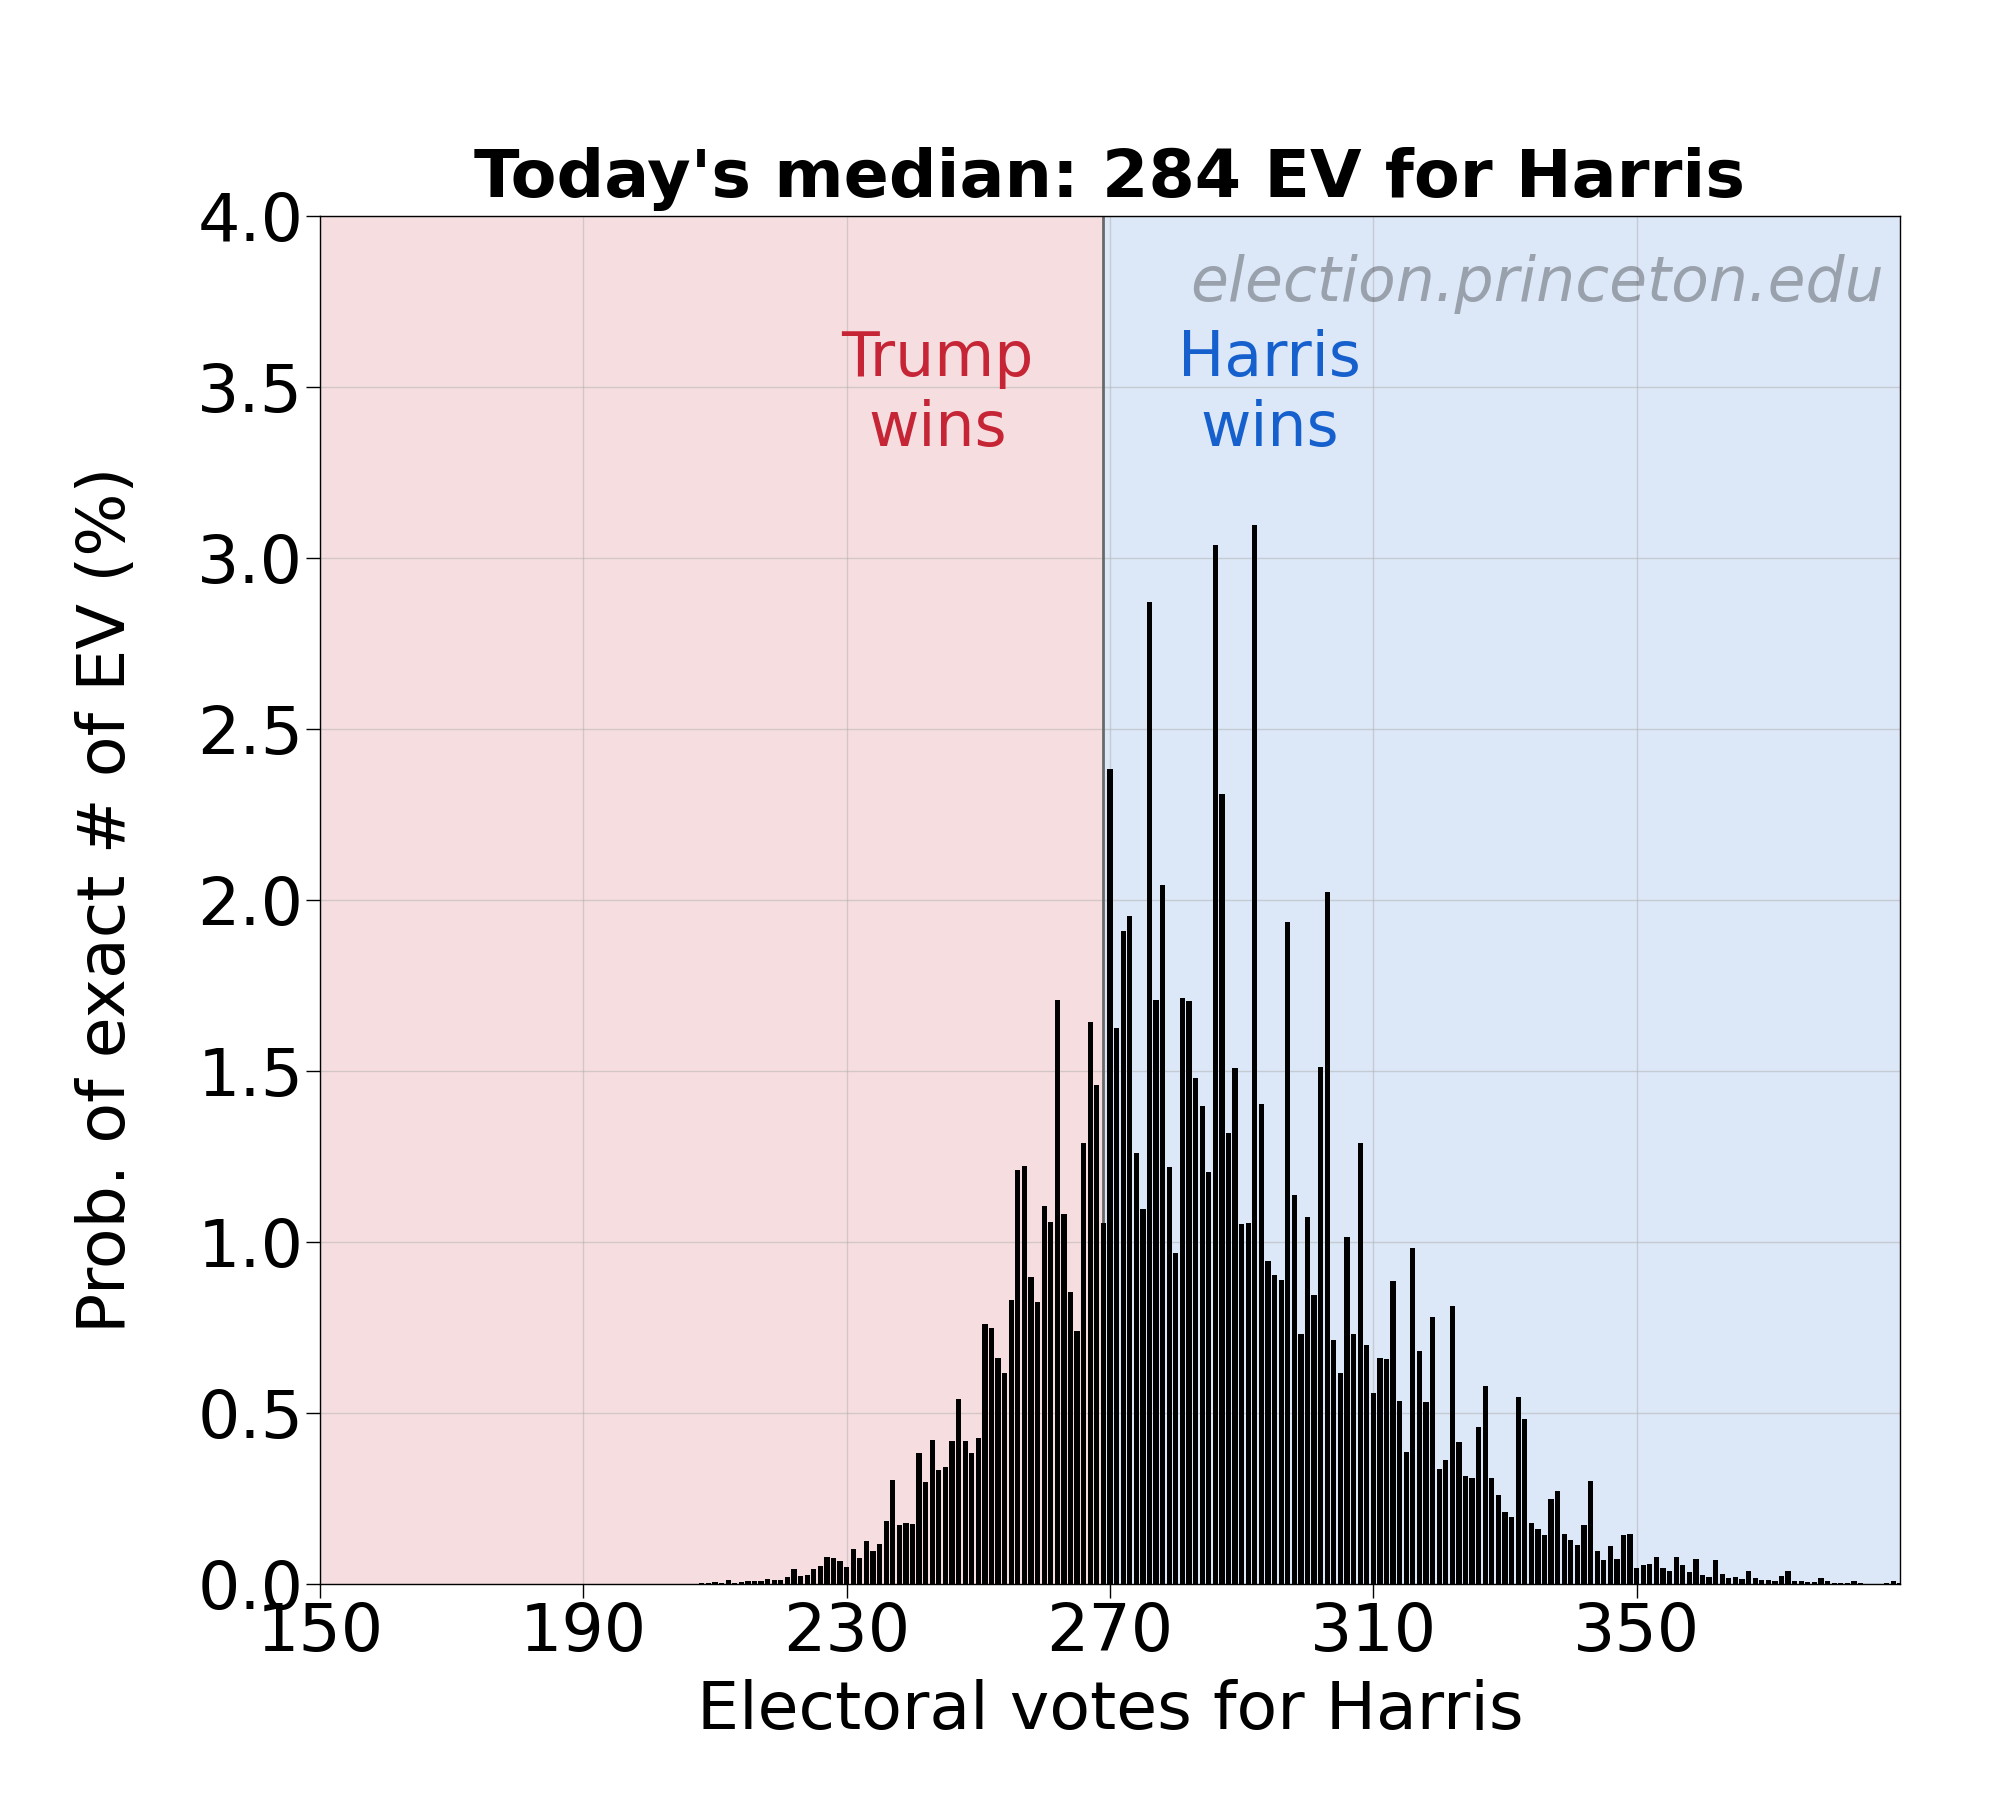 Today's median: 284 EV for Harris
election.princeton.edu
Trump
wins
Harris
wins
Prob. of exact # of EV (%)
4.0
3.5
3.0
2.5
2.0
1.5
1.0
0.5
0.0
150 190 230 270 310 350
Electoral votes for Harris